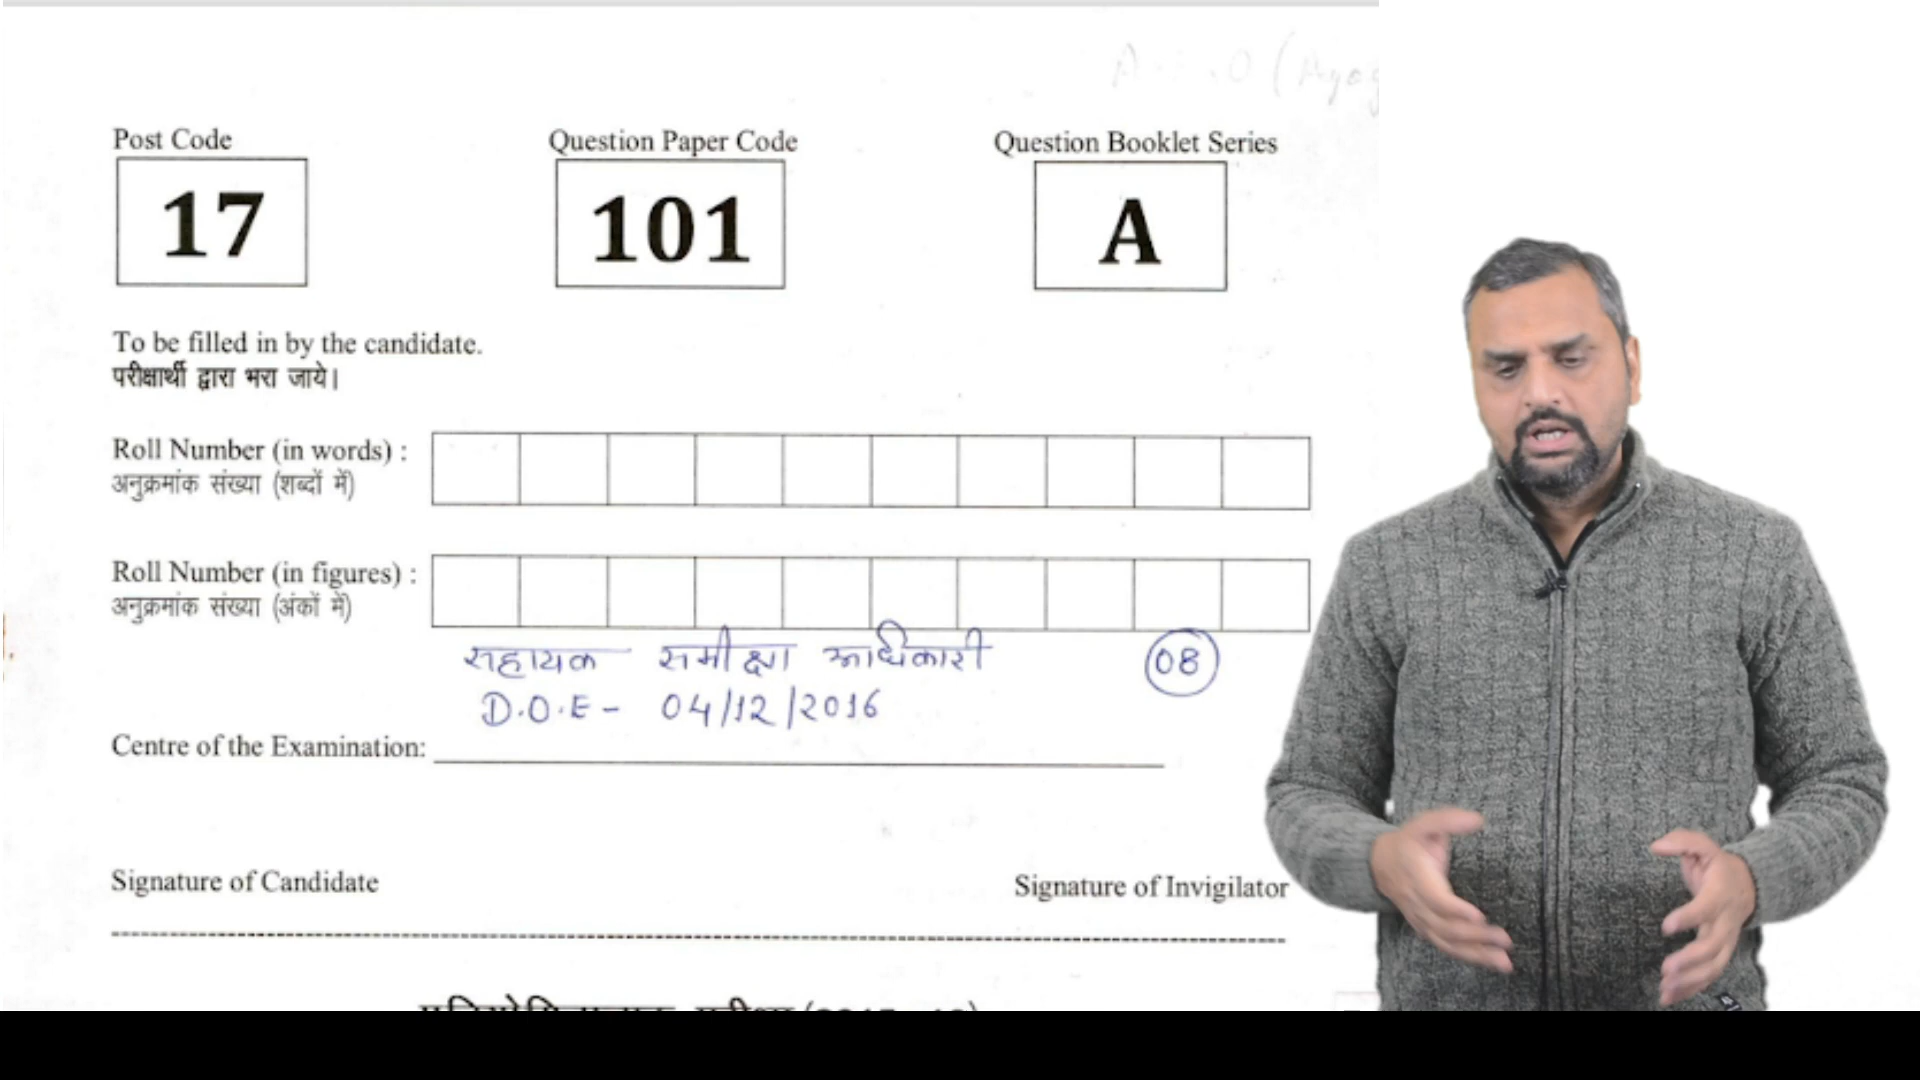 Post Code
Question Paper Code
Question Booklet Series
17
101
A
To be filled in by the candidate.
परीक्षार्थी द्वारा भरा जाये।
Roll Number (in words) :
अनुक्रमांक संख्या (शब्दों में)
Roll Number (in figures) :
अनुक्रमांक संख्या (अंकों में)
सहायक समीक्षा अधिकारी
08
D.O.E - 04/12/2016
Centre of the Examination:
Signature of Candidate
Signature of Invigilator